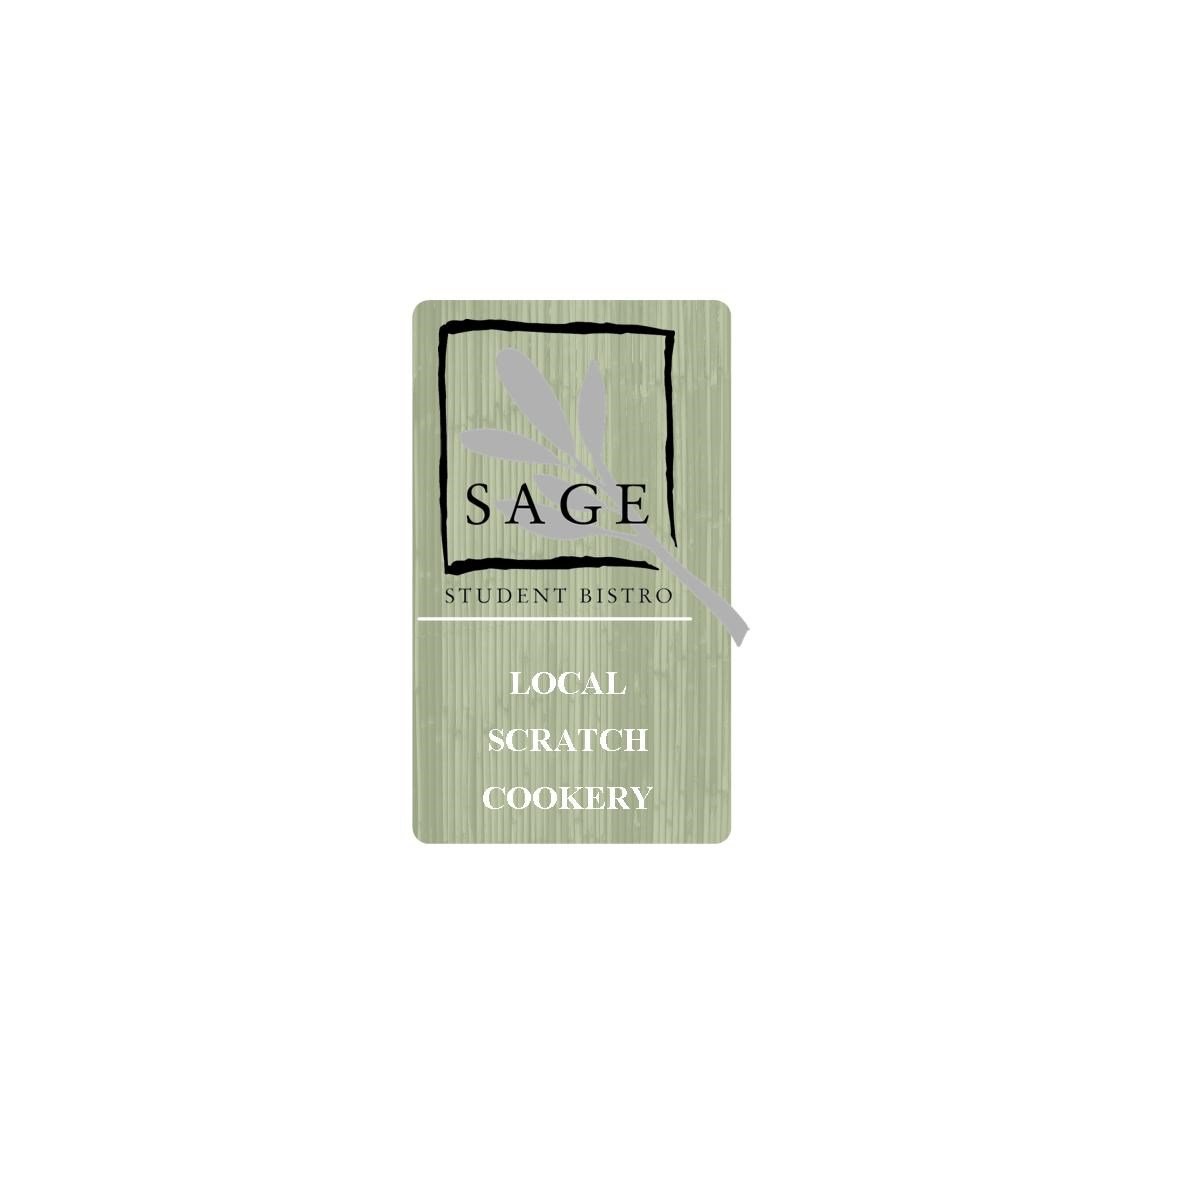 SAGE
STUDENT BISTRO
LOCAL
SCRATCH
COOKERY